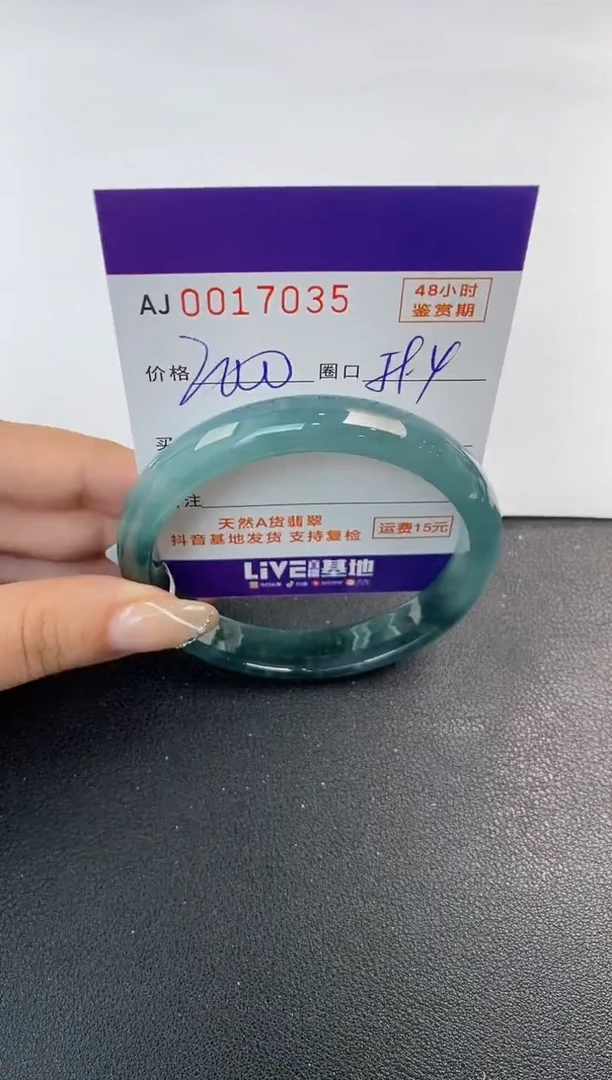 AJ 0017035
48小时
鉴赏期
价格 2000 圈口
买
注
天然A货翡翠
抖音基地发货 支持复检
运费15元
LiVE 基地